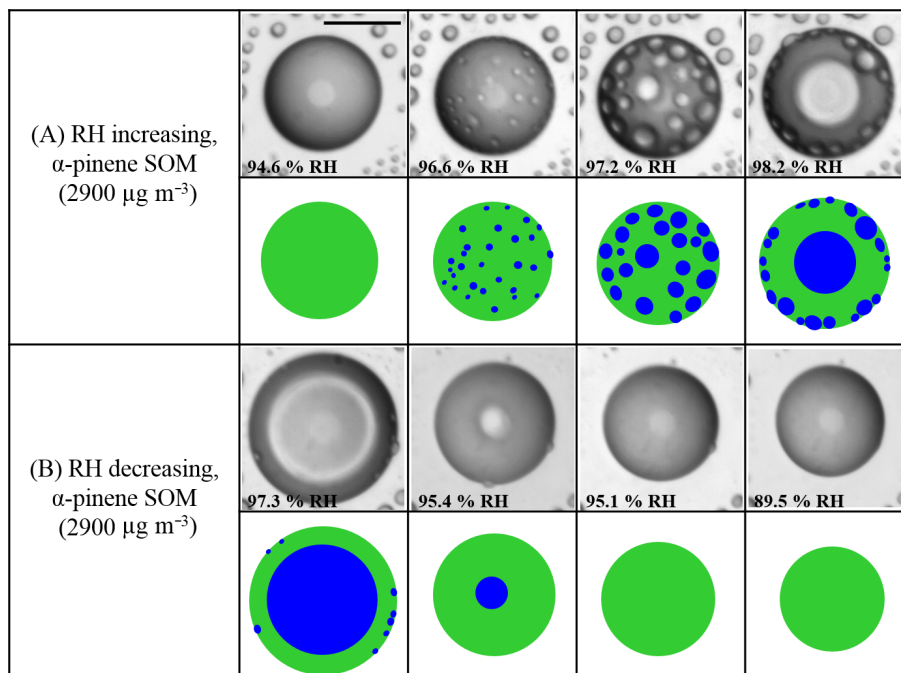 (A) RH increasing,
α-pinene SOM
(2900 µg m⁻³)
94.6 % RH
96.6 % RH
97.2 % RH
98.2 % RH
(B) RH decreasing,
α-pinene SOM
(2900 µg m⁻³)
97.3 % RH
95.4 % RH
95.1 % RH
89.5 % RH